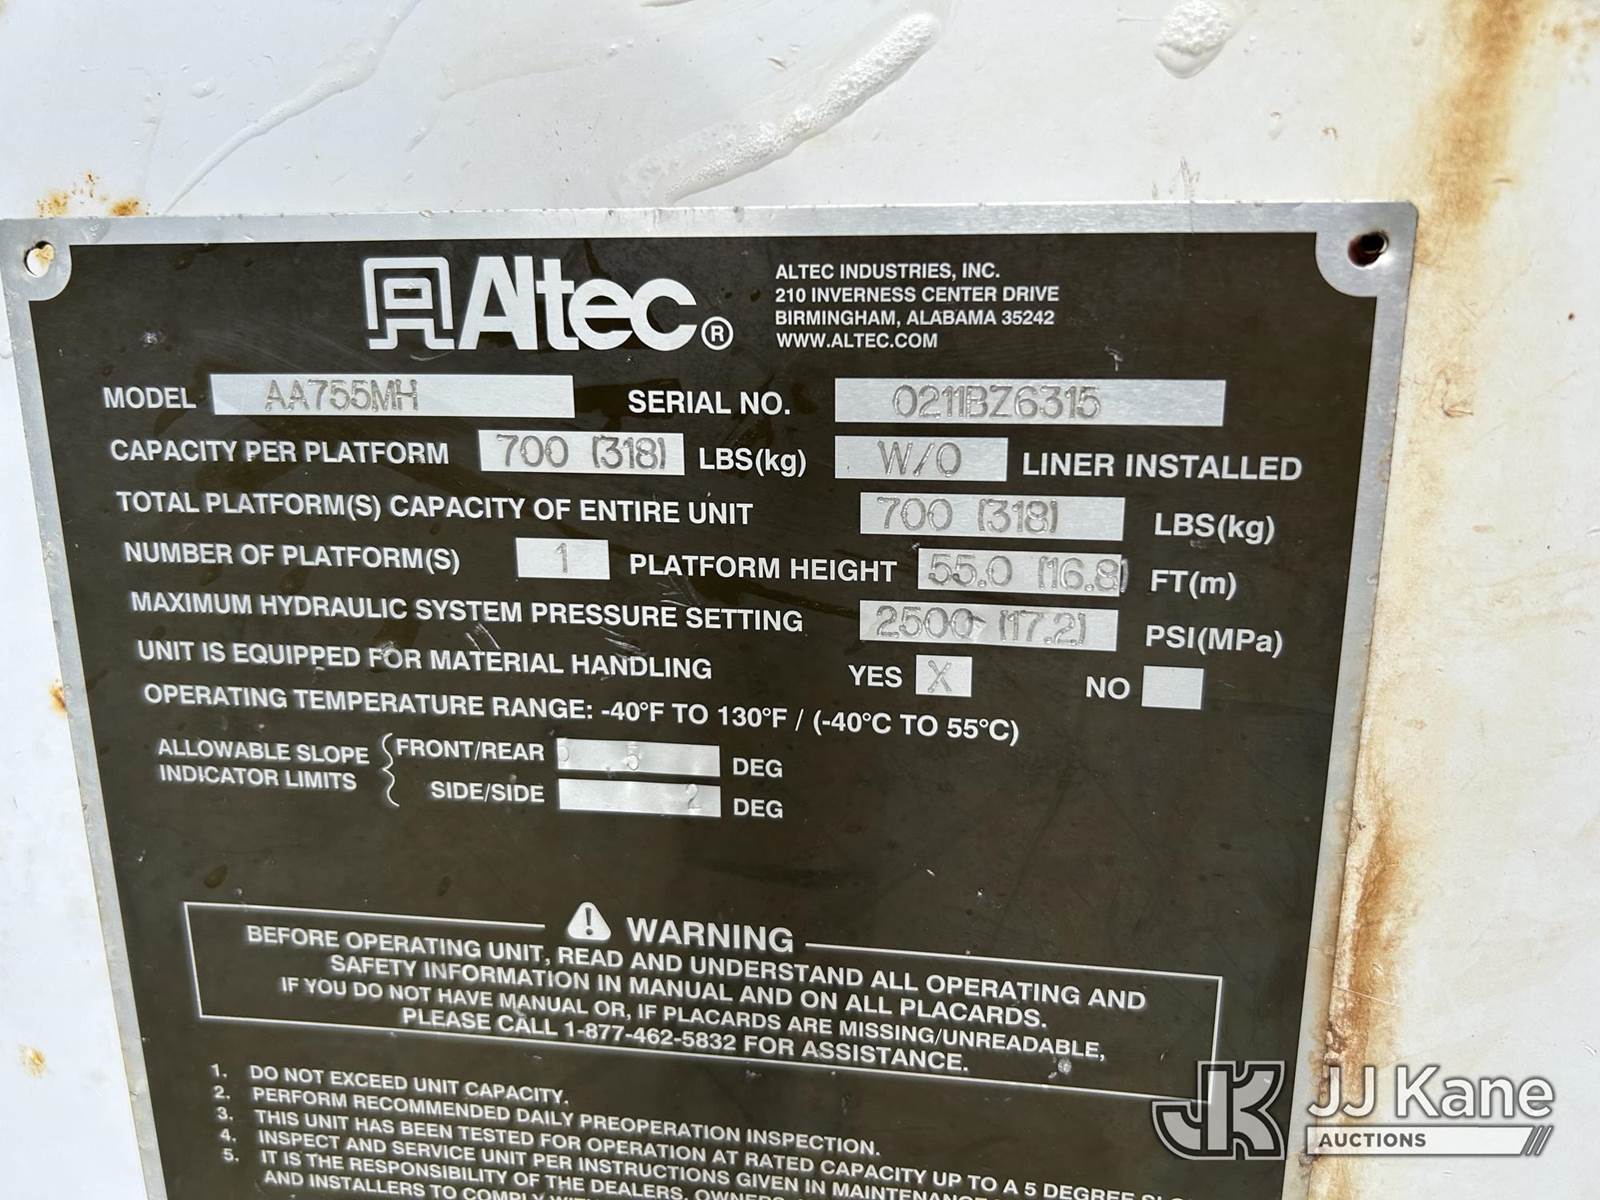 Altec®
ALTEC INDUSTRIES, INC.
210 INVERNESS CENTER DRIVE
BIRMINGHAM, ALABAMA 35242
WWW.ALTEC.COM
MODEL AA755MH SERIAL NO. 0211BZ6315
CAPACITY PER PLATFORM 700 (318) LBS(kg) W/O LINER INSTALLED
TOTAL PLATFORM(S) CAPACITY OF ENTIRE UNIT 700 (318) LBS(kg)
NUMBER OF PLATFORM(S) 1 PLATFORM HEIGHT 55.0 (16.8) FT(m)
MAXIMUM HYDRAULIC SYSTEM PRESSURE SETTING 2500 (17.2) PSI(MPa)
UNIT IS EQUIPPED FOR MATERIAL HANDLING YES X NO
OPERATING TEMPERATURE RANGE: -40°F TO 130°F / (-40°C TO 55°C)
ALLOWABLE SLOPE INDICATOR LIMITS
FRONT/REAR 5 DEG
SIDE/SIDE 2 DEG
WARNING
BEFORE OPERATING UNIT, READ AND UNDERSTAND ALL OPERATING AND
SAFETY INFORMATION IN MANUAL AND ON ALL PLACARDS.
IF YOU DO NOT HAVE MANUAL OR, IF PLACARDS ARE MISSING/UNREADABLE,
PLEASE CALL 1-877-462-5832 FOR ASSISTANCE.
1. DO NOT EXCEED UNIT CAPACITY.
2. PERFORM RECOMMENDED DAILY PREOPERATION INSPECTION.
3. THIS UNIT HAS BEEN TESTED FOR OPERATION AT RATED CAPACITY UP TO A 5 DEGREE
4. INSPECT AND SERVICE UNIT PER INSTRUCTIONS GIVEN IN MAINTENANCE
5. IT IS THE RESPONSIBILITY OF THE DEALERS, OWNERS,
AND INSTALLERS TO COMPLY
JK JJ Kane
AUCTIONS